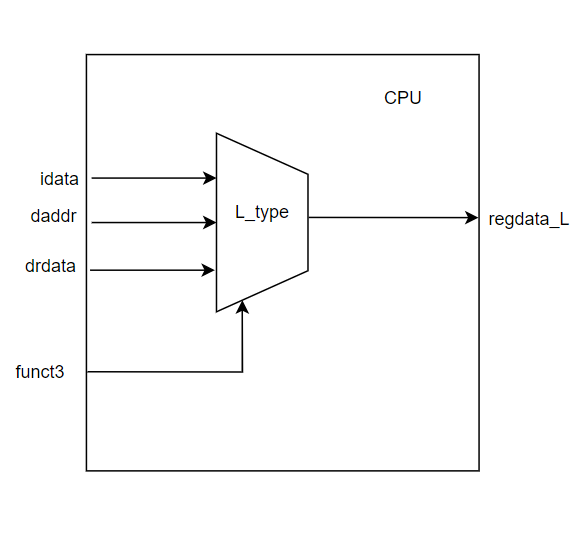 CPU
idata
daddr
L_type
regdata_L
drdata
funct3